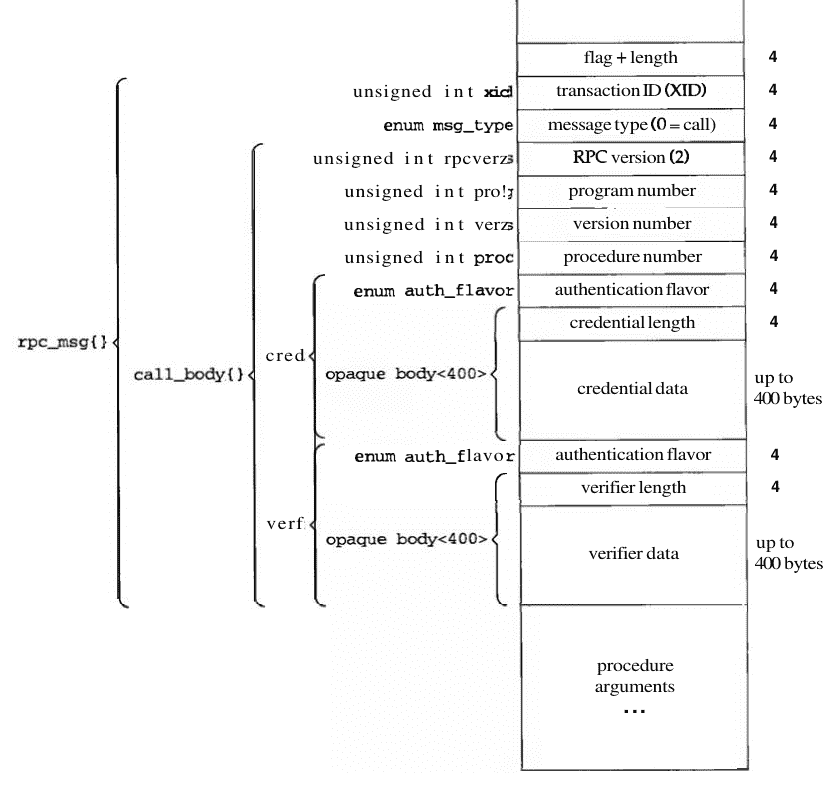 flag + length 4
unsigned int xid transaction ID (XID) 4
enum msg_type message type (0 = call) 4
unsigned int rpcvers RPC version (2) 4
unsigned int prog program number 4
unsigned int vers version number 4
unsigned int proc procedure number 4
enum auth_flavor authentication flavor 4
credential length 4
rpc_msg{}
call_body{}
cred
opaque body<400>
credential data
up to
400 bytes
enum auth_flavor authentication flavor 4
verifier length 4
verf
opaque body<400>
verifier data
up to
400 bytes
procedure
arguments
...